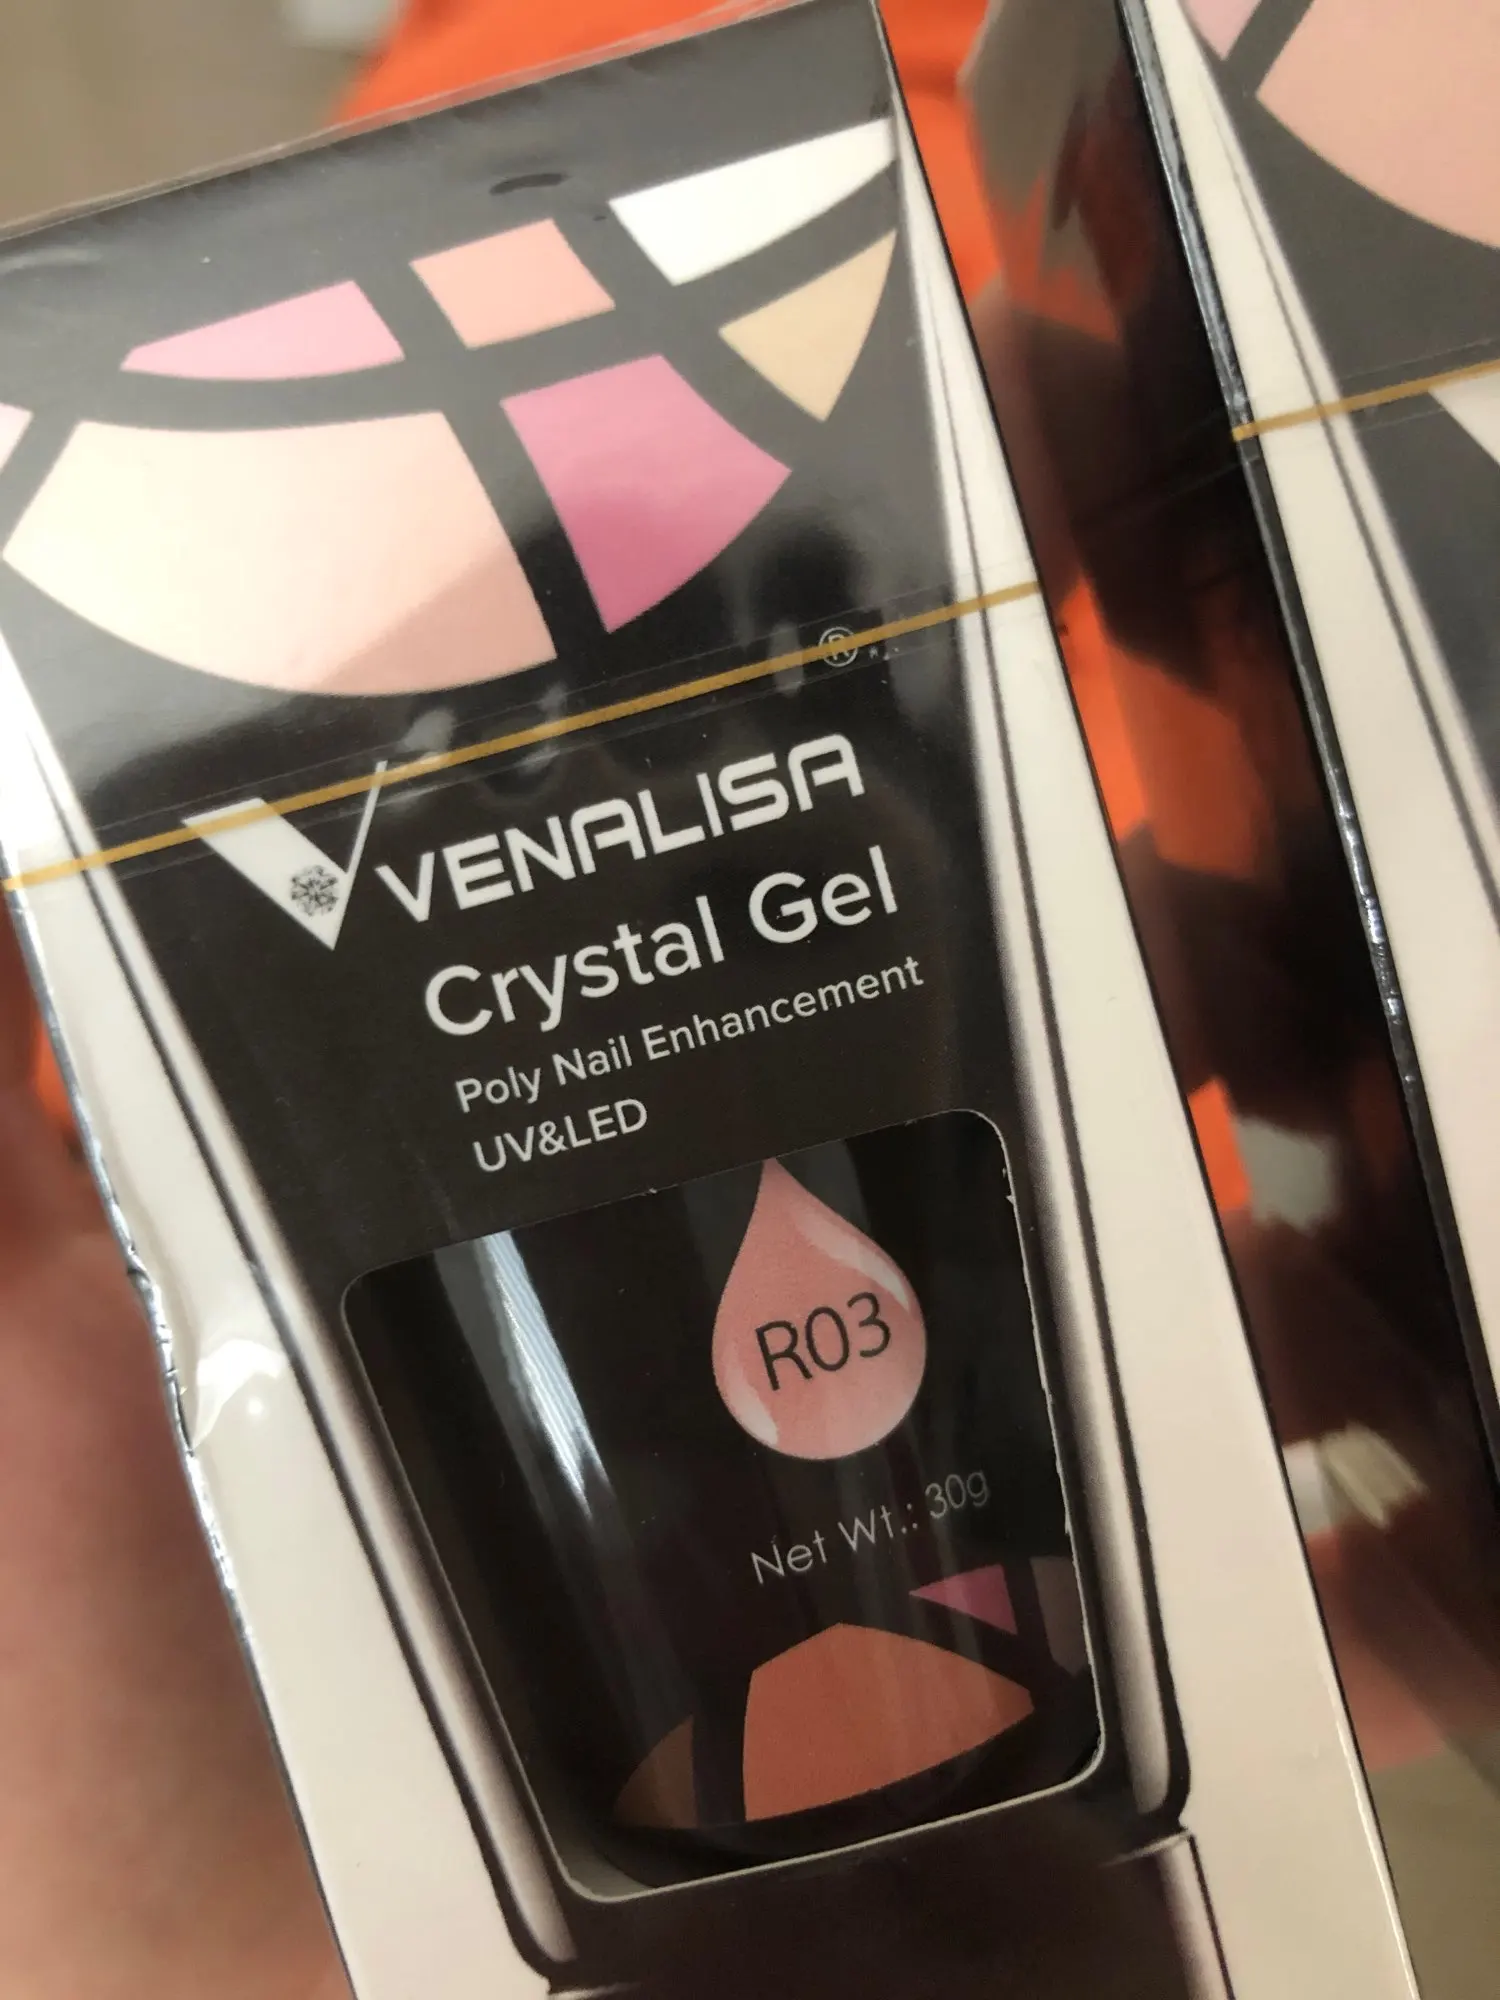 ®
VENALISA
Crystal Gel
Poly Nail Enhancement
UV&LED
R03
Net Wt.: 30g